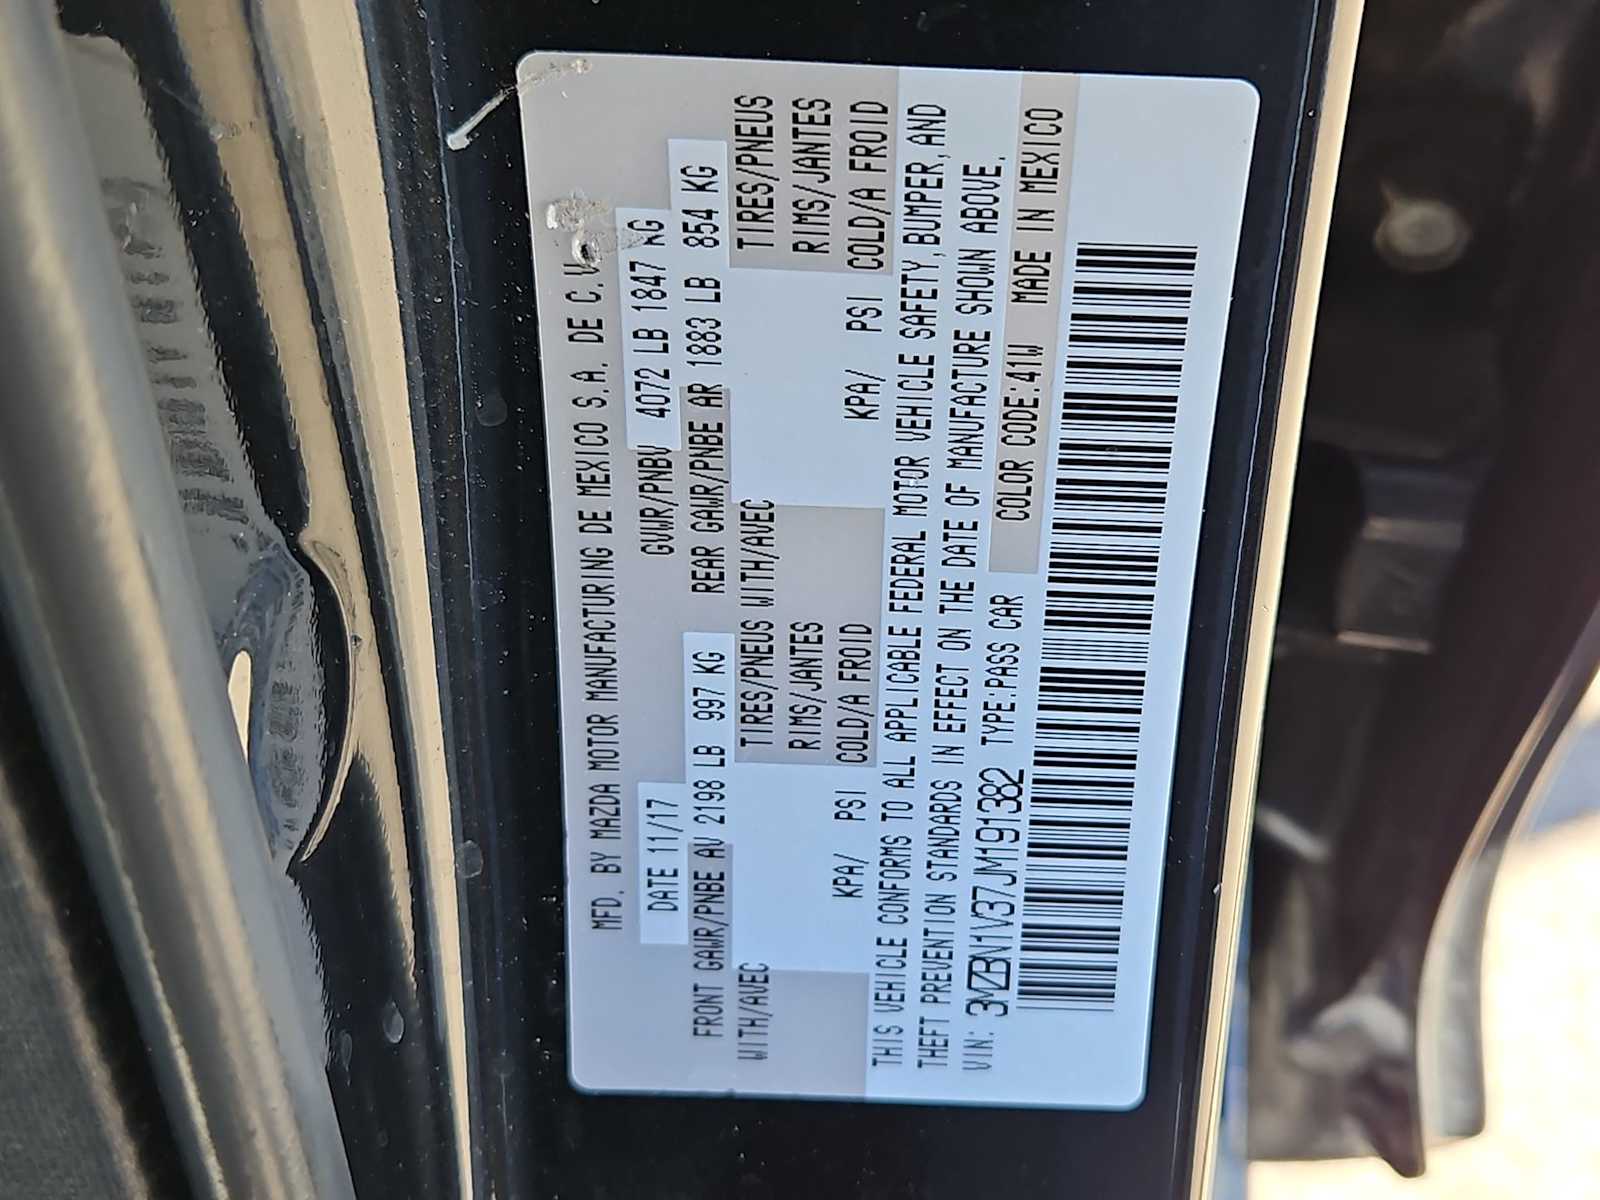 MFD. BY MAZDA MOTOR MANUFACTURING DE MEXICO S.A. DE C.V.
DATE 11/17 GVWR/PNBV 4072 LB 1847 KG
FRONT GAWR/PNBE AV 2198 LB 997 KG REAR GAWR/PNBE AR 1883 LB 854 KG
WITH/AVEC TIRES/PNEUS WITH/AVEC TIRES/PNEUS
RIMS/JANTES RIMS/JANTES
KPA/ PSI COLD/A FROID KPA/ PSI COLD/A FROID
THIS VEHICLE CONFORMS TO ALL APPLICABLE FEDERAL MOTOR VEHICLE SAFETY, BUMPER, AND
THEFT PREVENTION STANDARDS IN EFFECT ON THE DATE OF MANUFACTURE SHOWN ABOVE.
VIN: 3MZBN1V37JM191382 TYPE:PASS CAR COLOR CODE:41W MADE IN MEXICO